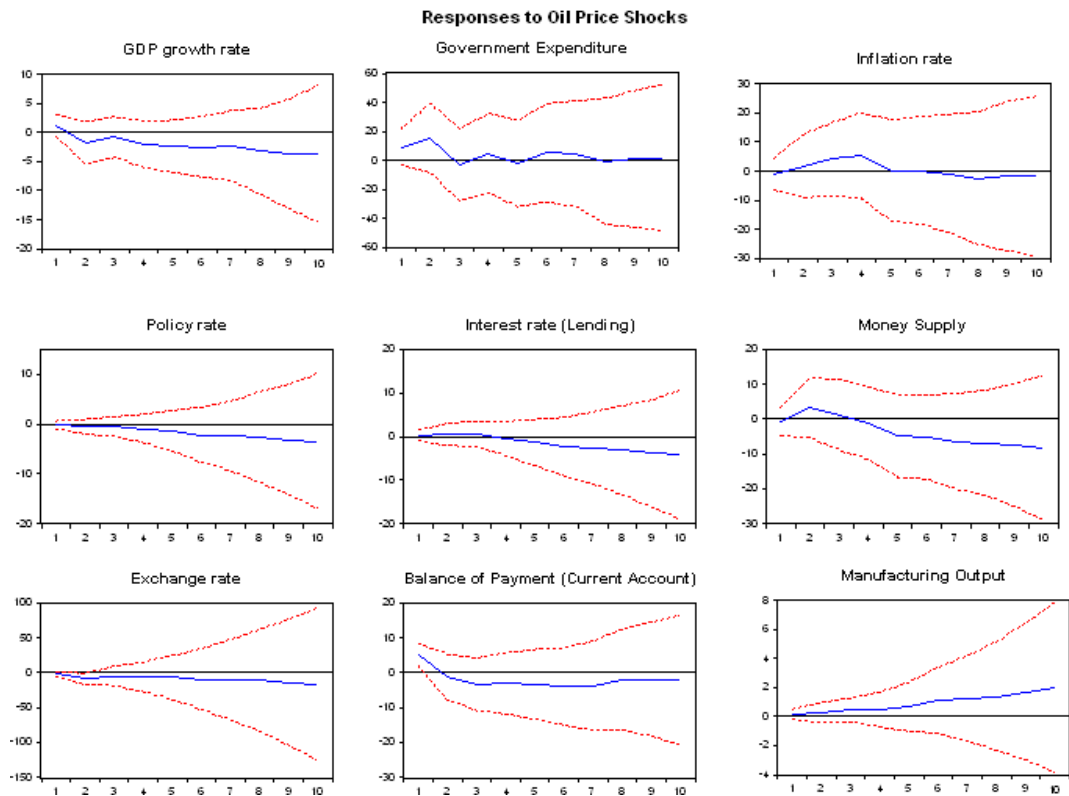 Responses to Oil Price Shocks
GDP growth rate
10
5
0
-5
-10
-15
-20
1 2 3 4 5 6 7 8 9 10
Government Expenditure
60
40
20
0
-20
-40
-60
1 2 3 4 5 6 7 8 9 10
Inflation rate
30
20
10
0
-10
-20
-30
1 2 3 4 5 6 7 8 9 10
Policy rate
10
0
-10
-20
1 2 3 4 5 6 7 8 9 10
Interest rate (Lending)
20
10
0
-10
-20
1 2 3 4 5 6 7 8 9 10
Money Supply
20
10
0
-10
-20
-30
1 2 3 4 5 6 7 8 9 10
Exchange rate
100
50
0
-50
-100
-150
1 2 3 4 5 6 7 8 9 10
Balance of Payment (Current Account)
20
10
0
-10
-20
-30
1 2 3 4 5 6 7 8 9 10
Manufacturing Output
8
6
4
2
0
-2
-4
1 2 3 4 5 6 7 8 9 10